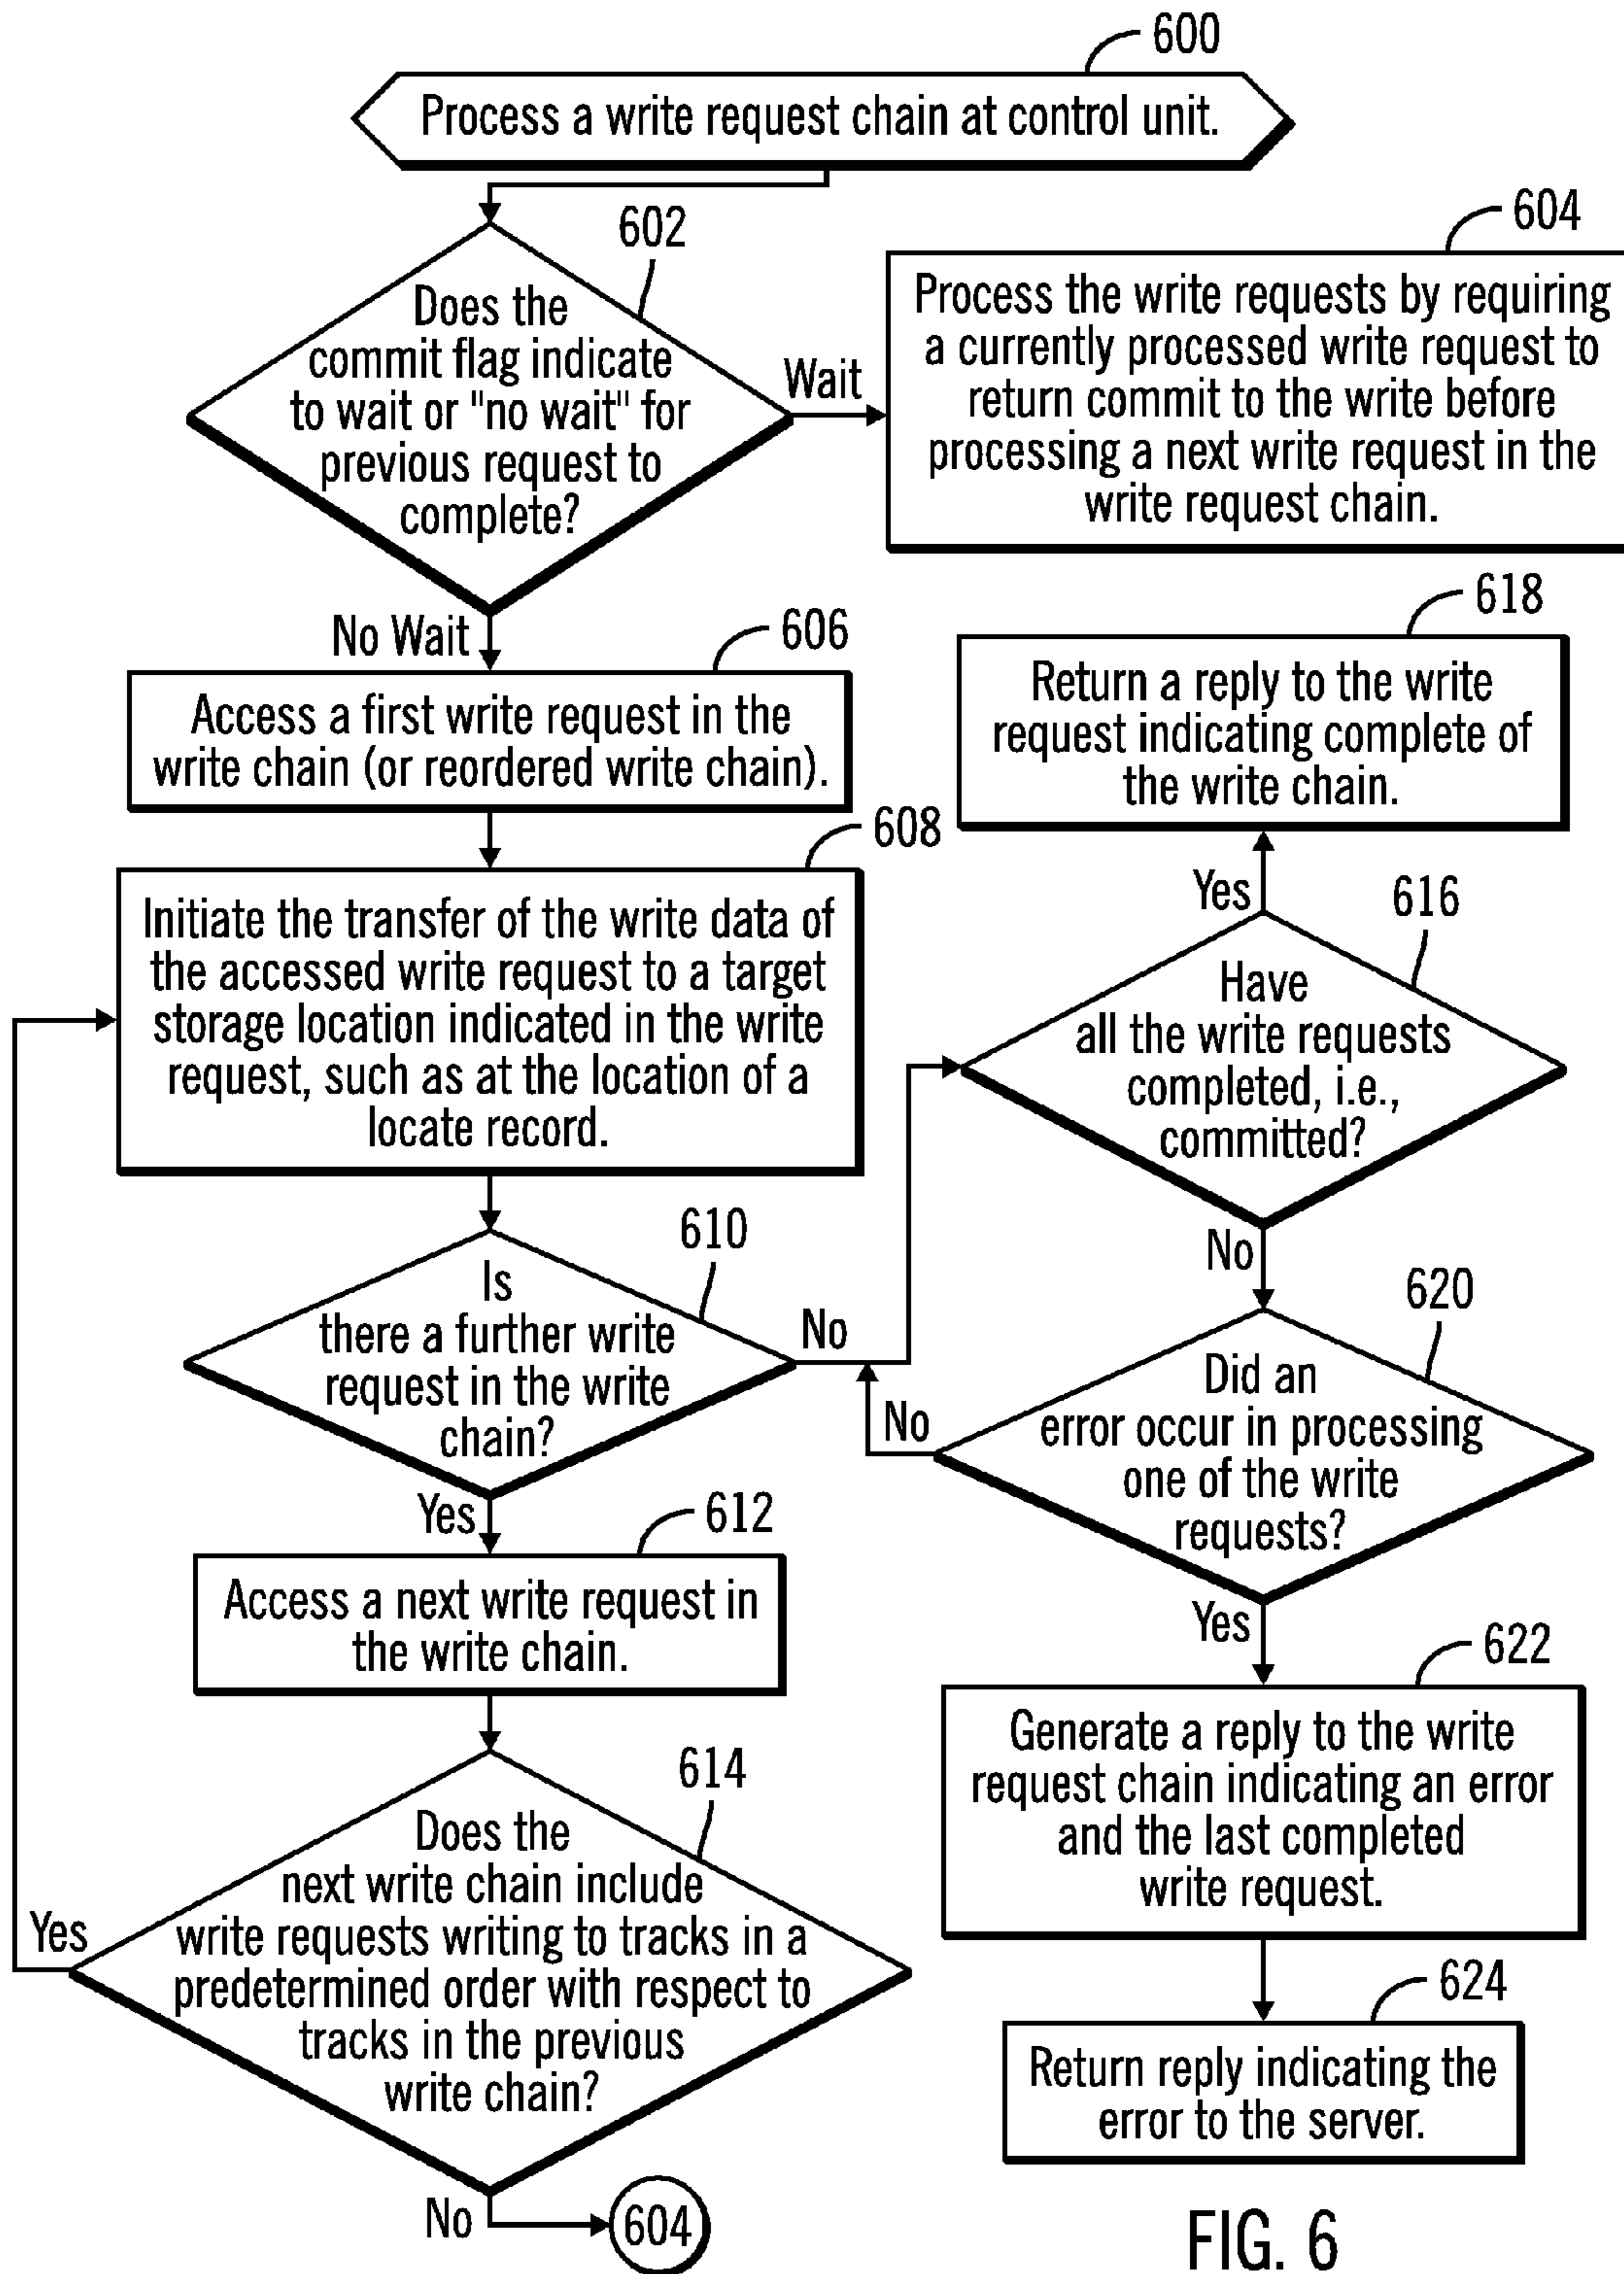 600
Process a write request chain at control unit.
602
Does the
commit flag indicate
to wait or "no wait" for
previous request to
complete?
Wait
604
Process the write requests by requiring
a currently processed write request to
return commit to the write before
processing a next write request in the
write request chain.
No Wait
606
Access a first write request in the
write chain (or reordered write chain).
608
Initiate the transfer of the write data of
the accessed write request to a target
storage location indicated in the write
request, such as at the location of a
locate record.
610
Is
there a further write
request in the write
chain?
No
Yes
612
Access a next write request in
the write chain.
614
Does the
next write chain include
write requests writing to tracks in a
predetermined order with respect to
tracks in the previous
write chain?
Yes
No
604
618
Return a reply to the write
request indicating complete of
the write chain.
Yes
616
Have
all the write requests
completed, i.e.,
committed?
No
620
Did an
error occur in processing
one of the write
requests?
No
Yes
622
Generate a reply to the write
request chain indicating an error
and the last completed
write request.
624
Return reply indicating the
error to the server.
FIG. 6